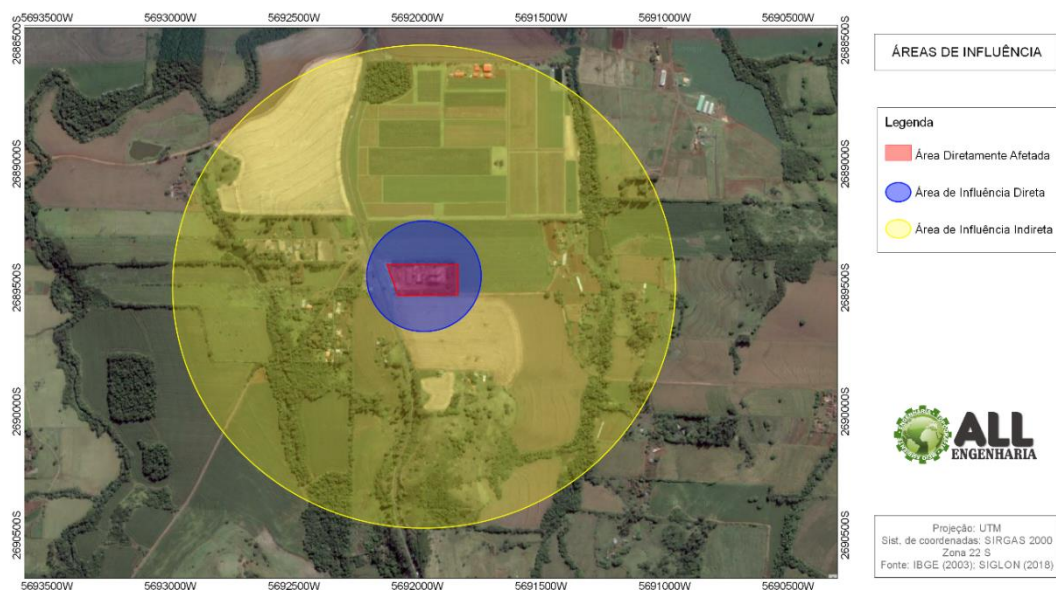 5693500W 5693000W 5692500W 5692000W 5691500W 5691000W 5690500W
2688500S 2688500S
2689000S 2689000S
2689500S 2689500S
2690000S 2690000S
2690500S 2690500S
5693500W 5693000W 5692500W 5692000W 5691500W 5691000W 5690500W
ÁREAS DE INFLUÊNCIA
Legenda
Área Diretamente Afetada
Área de Influência Direta
Área de Influência Indireta
ALL
ENGENHARIA
Projeção: UTM
Sist. de coordenadas: SIRGAS 2000
Zona 22 S
Fonte: IBGE (2003); SIGLON (2018)